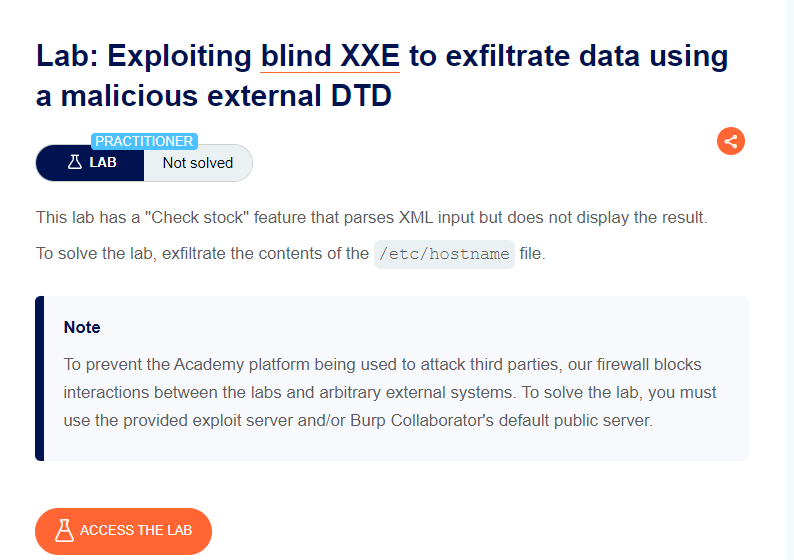 Lab: Exploiting blind XXE to exfiltrate data using
a malicious external DTD
PRACTITIONER
LAB
Not solved
This lab has a "Check stock" feature that parses XML input but does not display the result.
To solve the lab, exfiltrate the contents of the /etc/hostname file.
Note
To prevent the Academy platform being used to attack third parties, our firewall blocks
interactions between the labs and arbitrary external systems. To solve the lab, you must
use the provided exploit server and/or Burp Collaborator's default public server.
ACCESS THE LAB